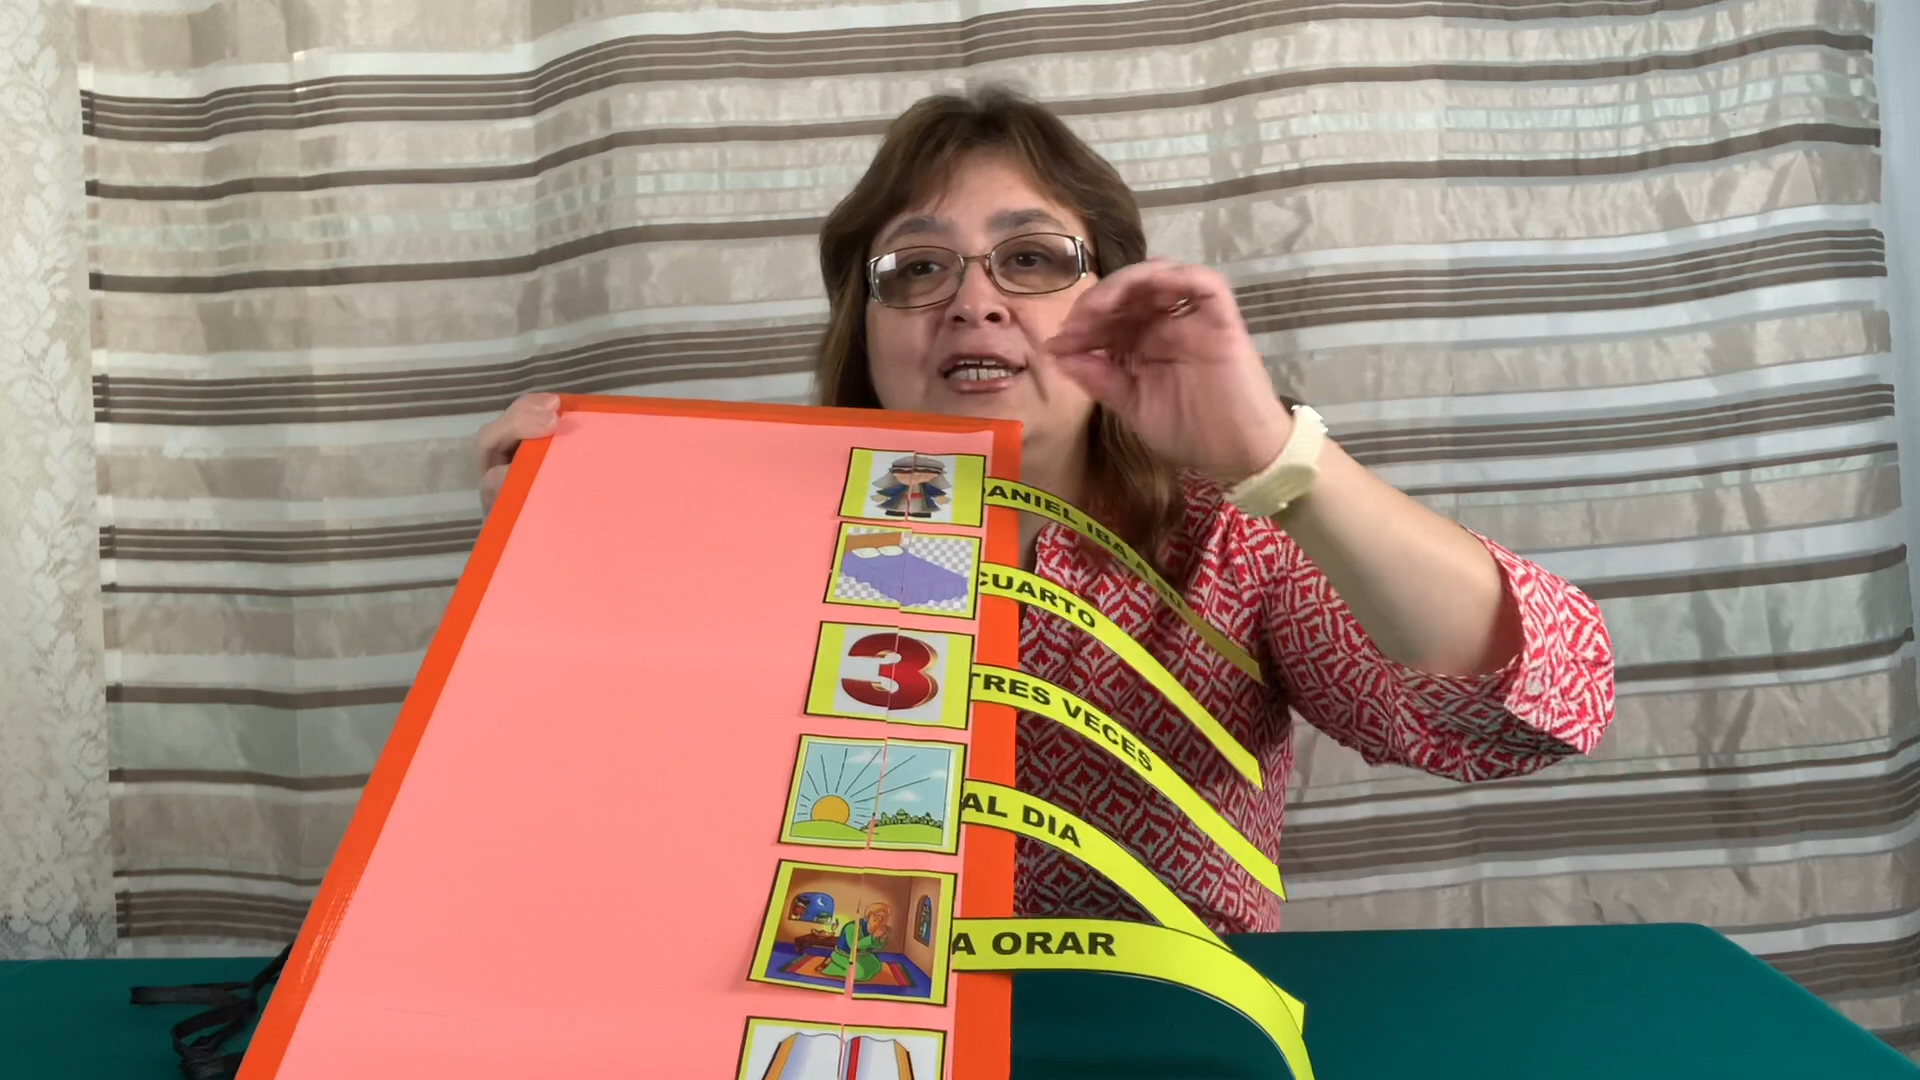 DANIEL IBA A SU
CUARTO
3
TRES VECES
AL DIA
A ORAR